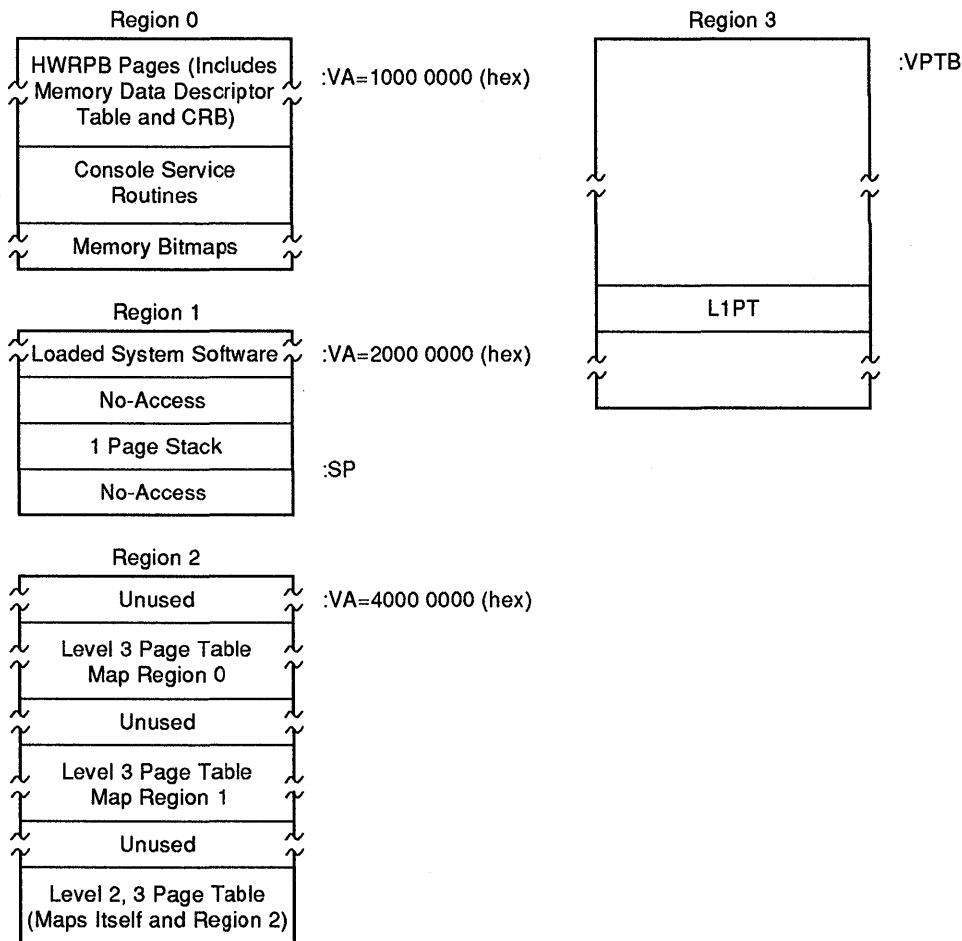 Region 0
HWRPB Pages (Includes
Memory Data Descriptor
Table and CRB)
:VA=1000 0000 (hex)
Console Service
Routines
Memory Bitmaps
Region 1
Loaded System Software
:VA=2000 0000 (hex)
No-Access
1 Page Stack
:SP
No-Access
Region 2
Unused
:VA=4000 0000 (hex)
Level 3 Page Table
Map Region 0
Unused
Level 3 Page Table
Map Region 1
Unused
Level 2, 3 Page Table
(Maps Itself and Region 2)
Region 3
:VPTB
L1PT